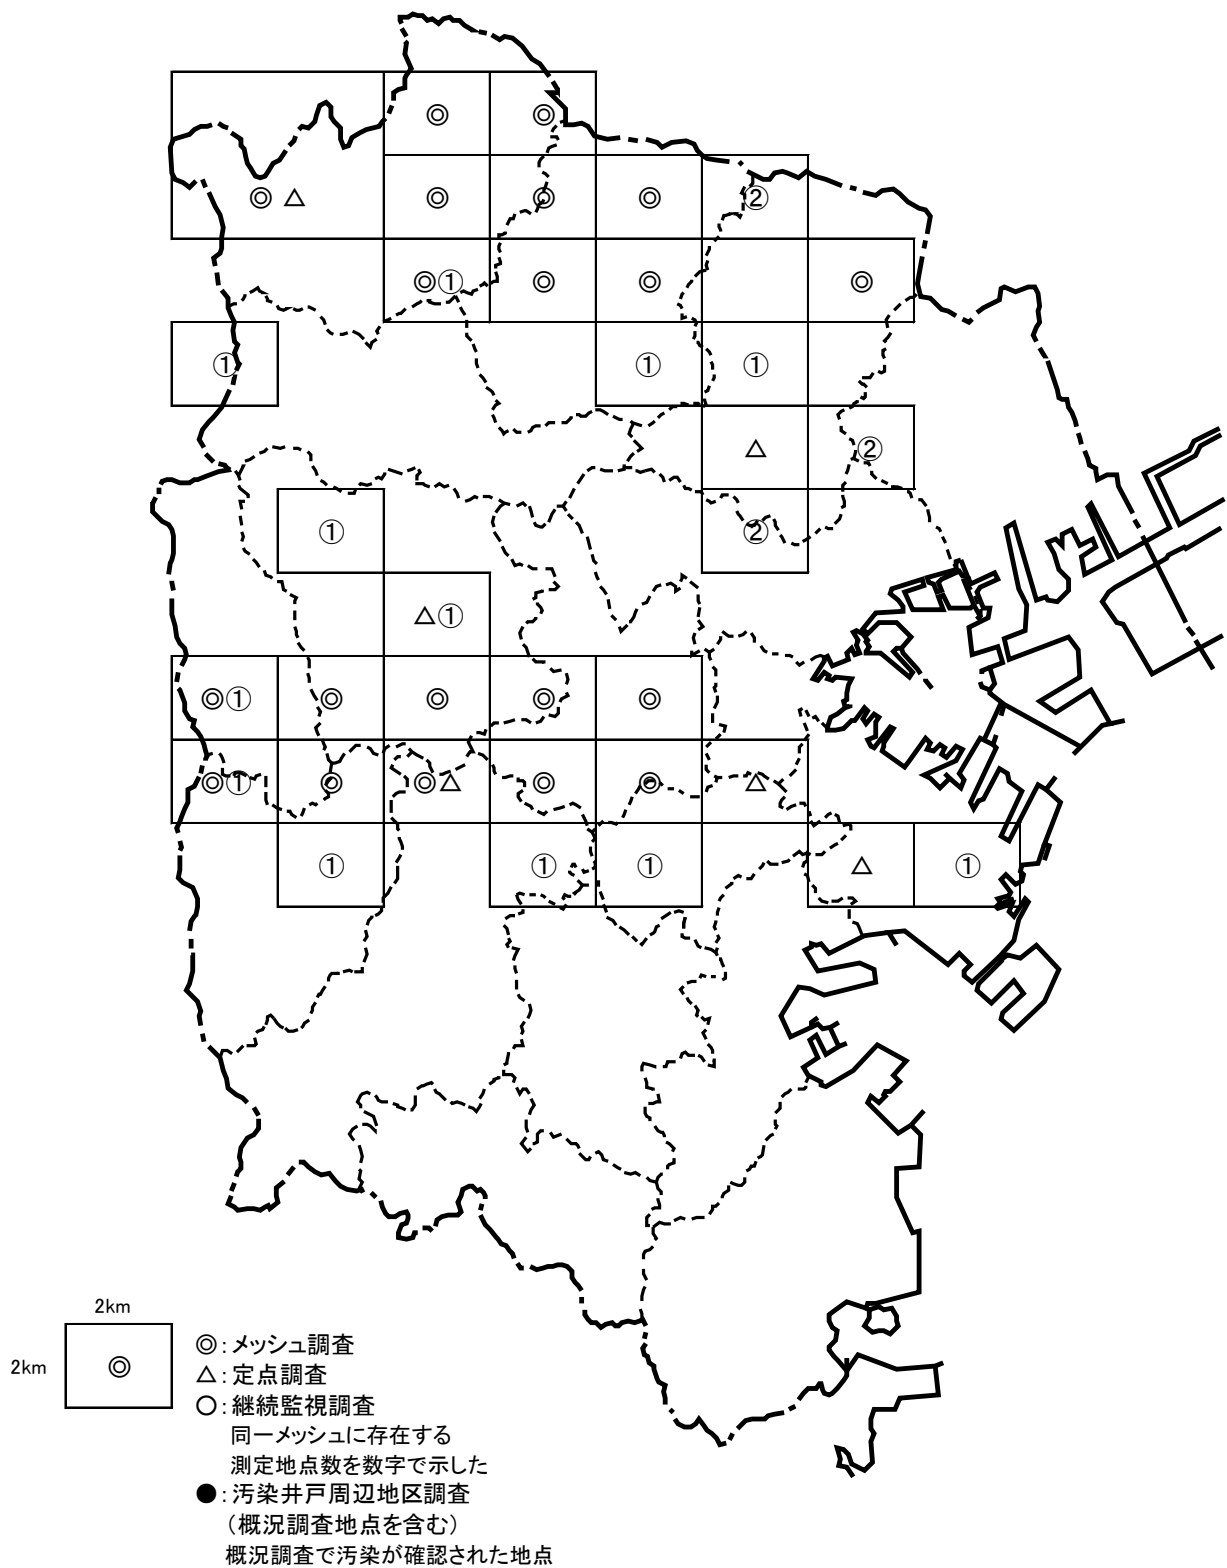 ◎ ◎
◎ △ ◎ ◎ ◎ ②
◎① ◎ ◎ ◎
① ① ①
△ ②
① ②
△①
◎① ◎ ◎ ◎ ◎
◎① ◎ ◎△ ◎ ◎ △
① ① ① △ ①
2km
2km ◎
◎:メッシュ調査
△:定点調査
○:継続監視調査
同一メッシュに存在する
測定地点数を数字で示した
●:汚染井戸周辺地区調査
(概況調査地点を含む)
概況調査で汚染が確認された地点